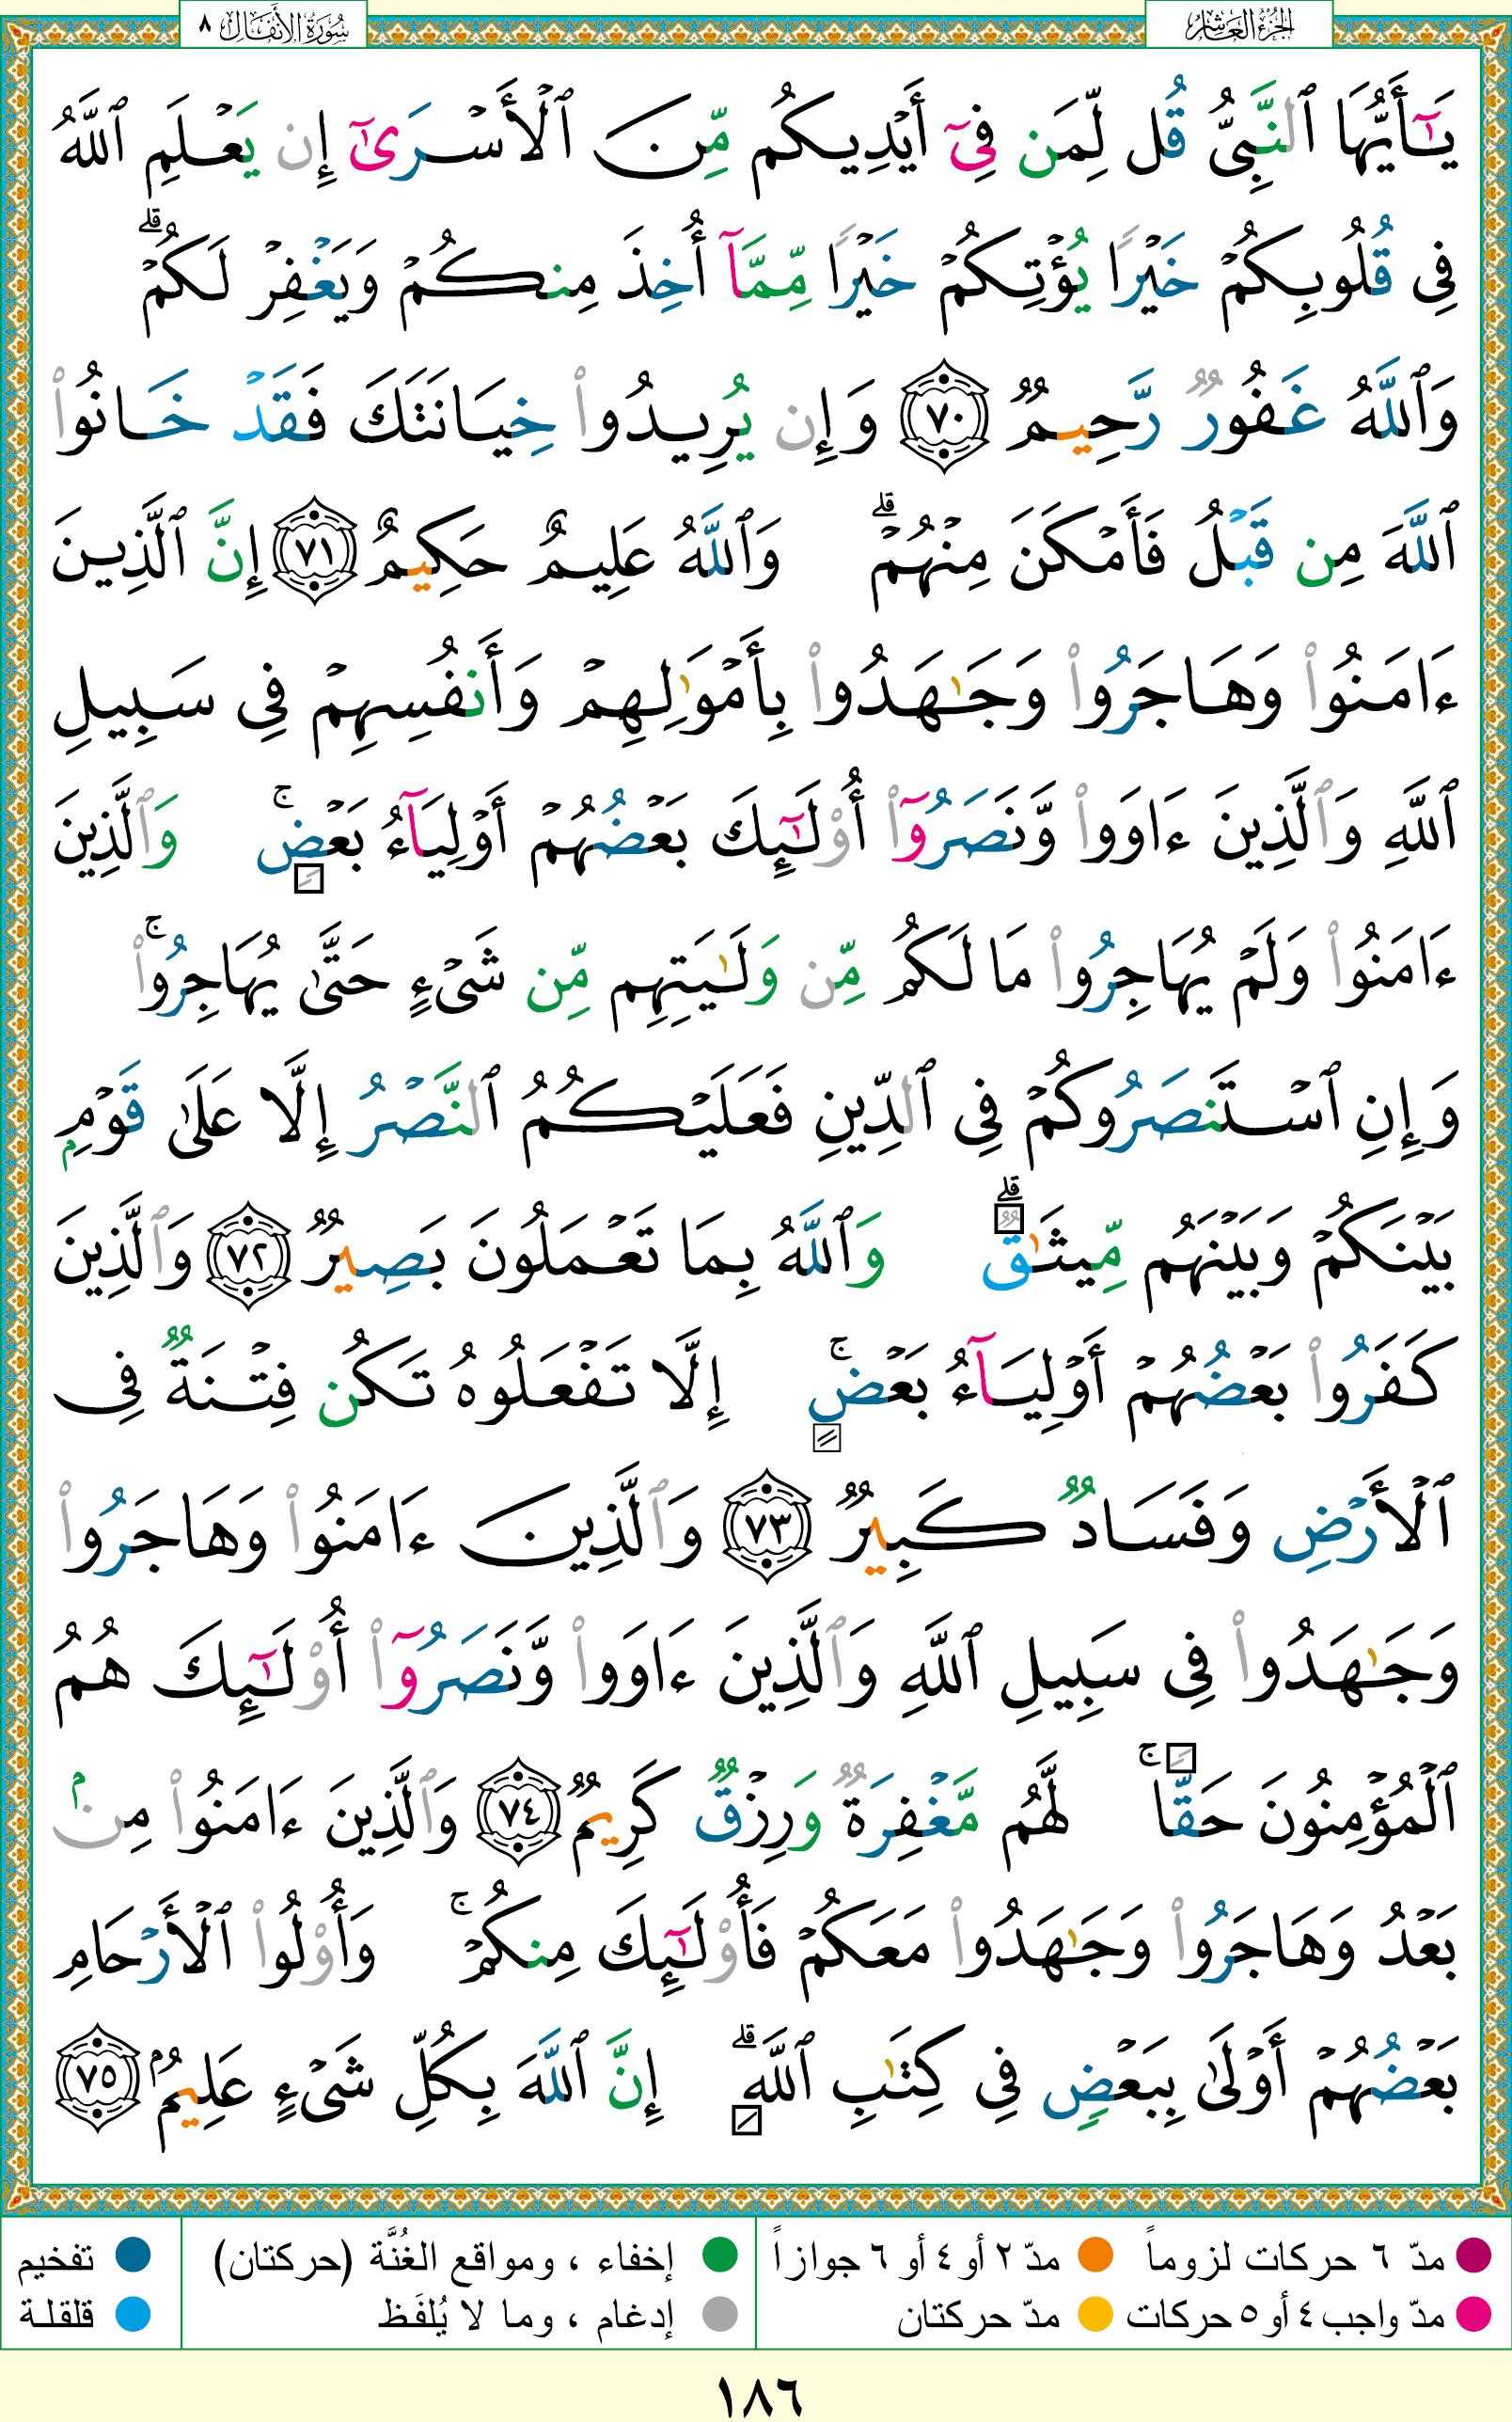 الجزء العاشر
سورة الأنفال ٨
يَـٰٓأَيُّهَا ٱلنَّبِىُّ قُل لِّمَن فِىٓ أَيْدِيكُم مِّنَ ٱلْأَسْرَىٰٓ إِن يَعْلَمِ ٱللَّهُ
فِى قُلُوبِكُمْ خَيْرًا يُؤْتِكُمْ خَيْرًا مِّمَّآ أُخِذَ مِنكُمْ وَيَغْفِرْ لَكُمْ ۗ
وَٱللَّهُ غَفُورٌ رَّحِيمٌ ٧٠ وَإِن يُرِيدُوا۟ خِيَانَتَكَ فَقَدْ خَانُوا۟
ٱللَّهَ مِن قَبْلُ فَأَمْكَنَ مِنْهُمْ ۗ وَٱللَّهُ عَلِيمٌ حَكِيمٌ ٧١ إِنَّ ٱلَّذِينَ
ءَامَنُوا۟ وَهَاجَرُوا۟ وَجَـٰهَدُوا۟ بِأَمْوَٰلِهِمْ وَأَنفُسِهِمْ فِى سَبِيلِ
ٱللَّهِ وَٱلَّذِينَ ءَاوَوا۟ وَّنَصَرُوٓا۟ أُو۟لَـٰٓئِكَ بَعْضُهُمْ أَوْلِيَآءُ بَعْضٍ ۚ وَٱلَّذِينَ
ءَامَنُوا۟ وَلَمْ يُهَاجِرُوا۟ مَا لَكُم مِّن وَلَـٰيَتِهِم مِّن شَىْءٍ حَتَّىٰ يُهَاجِرُوا۟ ۚ
وَإِنِ ٱسْتَنصَرُوكُمْ فِى ٱلدِّينِ فَعَلَيْكُمُ ٱلنَّصْرُ إِلَّا عَلَىٰ قَوْمِۭ
بَيْنَكُمْ وَبَيْنَهُم مِّيثَـٰقٌ ۗ وَٱللَّهُ بِمَا تَعْمَلُونَ بَصِيرٌ ٧٢ وَٱلَّذِينَ
كَفَرُوا۟ بَعْضُهُمْ أَوْلِيَآءُ بَعْضٍ ۚ إِلَّا تَفْعَلُوهُ تَكُن فِتْنَةٌ فِى
ٱلْأَرْضِ وَفَسَادٌ كَبِيرٌ ٧٣ وَٱلَّذِينَ ءَامَنُوا۟ وَهَاجَرُوا۟
وَجَـٰهَدُوا۟ فِى سَبِيلِ ٱللَّهِ وَٱلَّذِينَ ءَاوَوا۟ وَّنَصَرُوٓا۟ أُو۟لَـٰٓئِكَ هُمُ
ٱلْمُؤْمِنُونَ حَقًّا ۚ لَّهُم مَّغْفِرَةٌ وَرِزْقٌ كَرِيمٌ ٧٤ وَٱلَّذِينَ ءَامَنُوا۟ مِنۢ
بَعْدُ وَهَاجَرُوا۟ وَجَـٰهَدُوا۟ مَعَكُمْ فَأُو۟لَـٰٓئِكَ مِنكُمْ ۚ وَأُو۟لُوا۟ ٱلْأَرْحَامِ
بَعْضُهُمْ أَوْلَىٰ بِبَعْضٍ فِى كِتَـٰبِ ٱللَّهِ ۗ إِنَّ ٱللَّهَ بِكُلِّ شَىْءٍ عَلِيمٌۢ ٧٥
مدّ ٦ حركات لزوماً مدّ ٢ أو ٤ أو ٦ جوازاً إخفاء ، ومواقع الغُنَّة (حركتان) تفخيم
مدّ واجب ٤ أو ٥ حركات مدّ حركتان إدغام ، وما لا يُلفَظ قلقلة
١٨٦